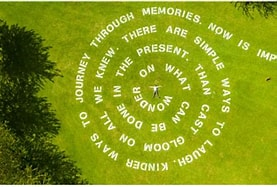 WONDER ON WHAT CAN BE DONE IN THE PRESENT, THAN CAST GLOOM ON ALL WE KNEW. THERE ARE SIMPLE WAYS TO LAUGH, KINDER WAYS TO JOURNEY THROUGH MEMORIES. NOW IS IMP